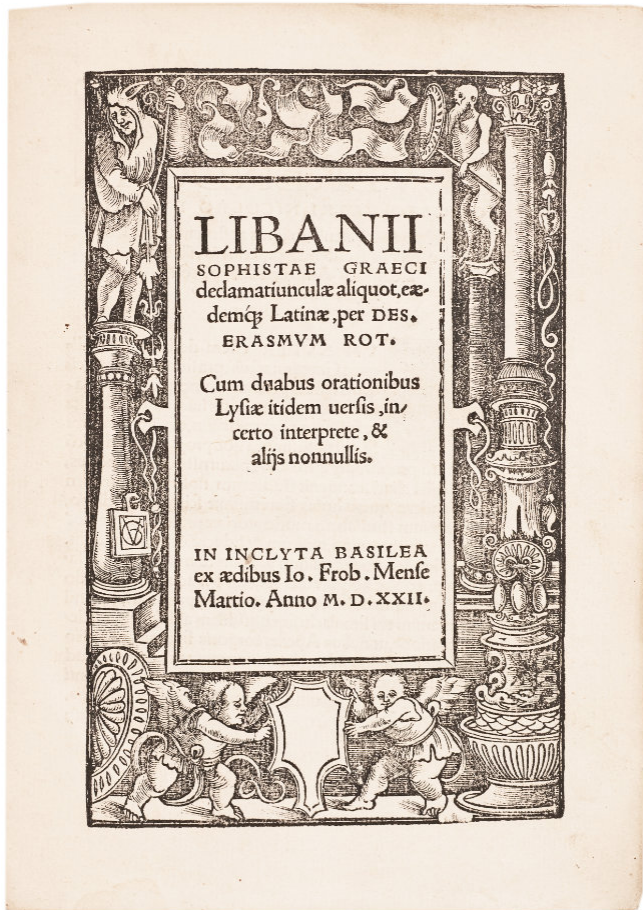 LIBANII
SOPHISTAE GRAECI
declamatiunculæ aliquot, eæ-
demq; Latinæ, per DES.
ERASMVM ROT.
Cum duabus orationibus
Lysiæ itidem uersis, in/
certo interprete, &
alijs nonnullis.
IN INCLYTA BASILEA
ex ædibus Io. Frob. Mense
Martio. Anno M. D. XXII.